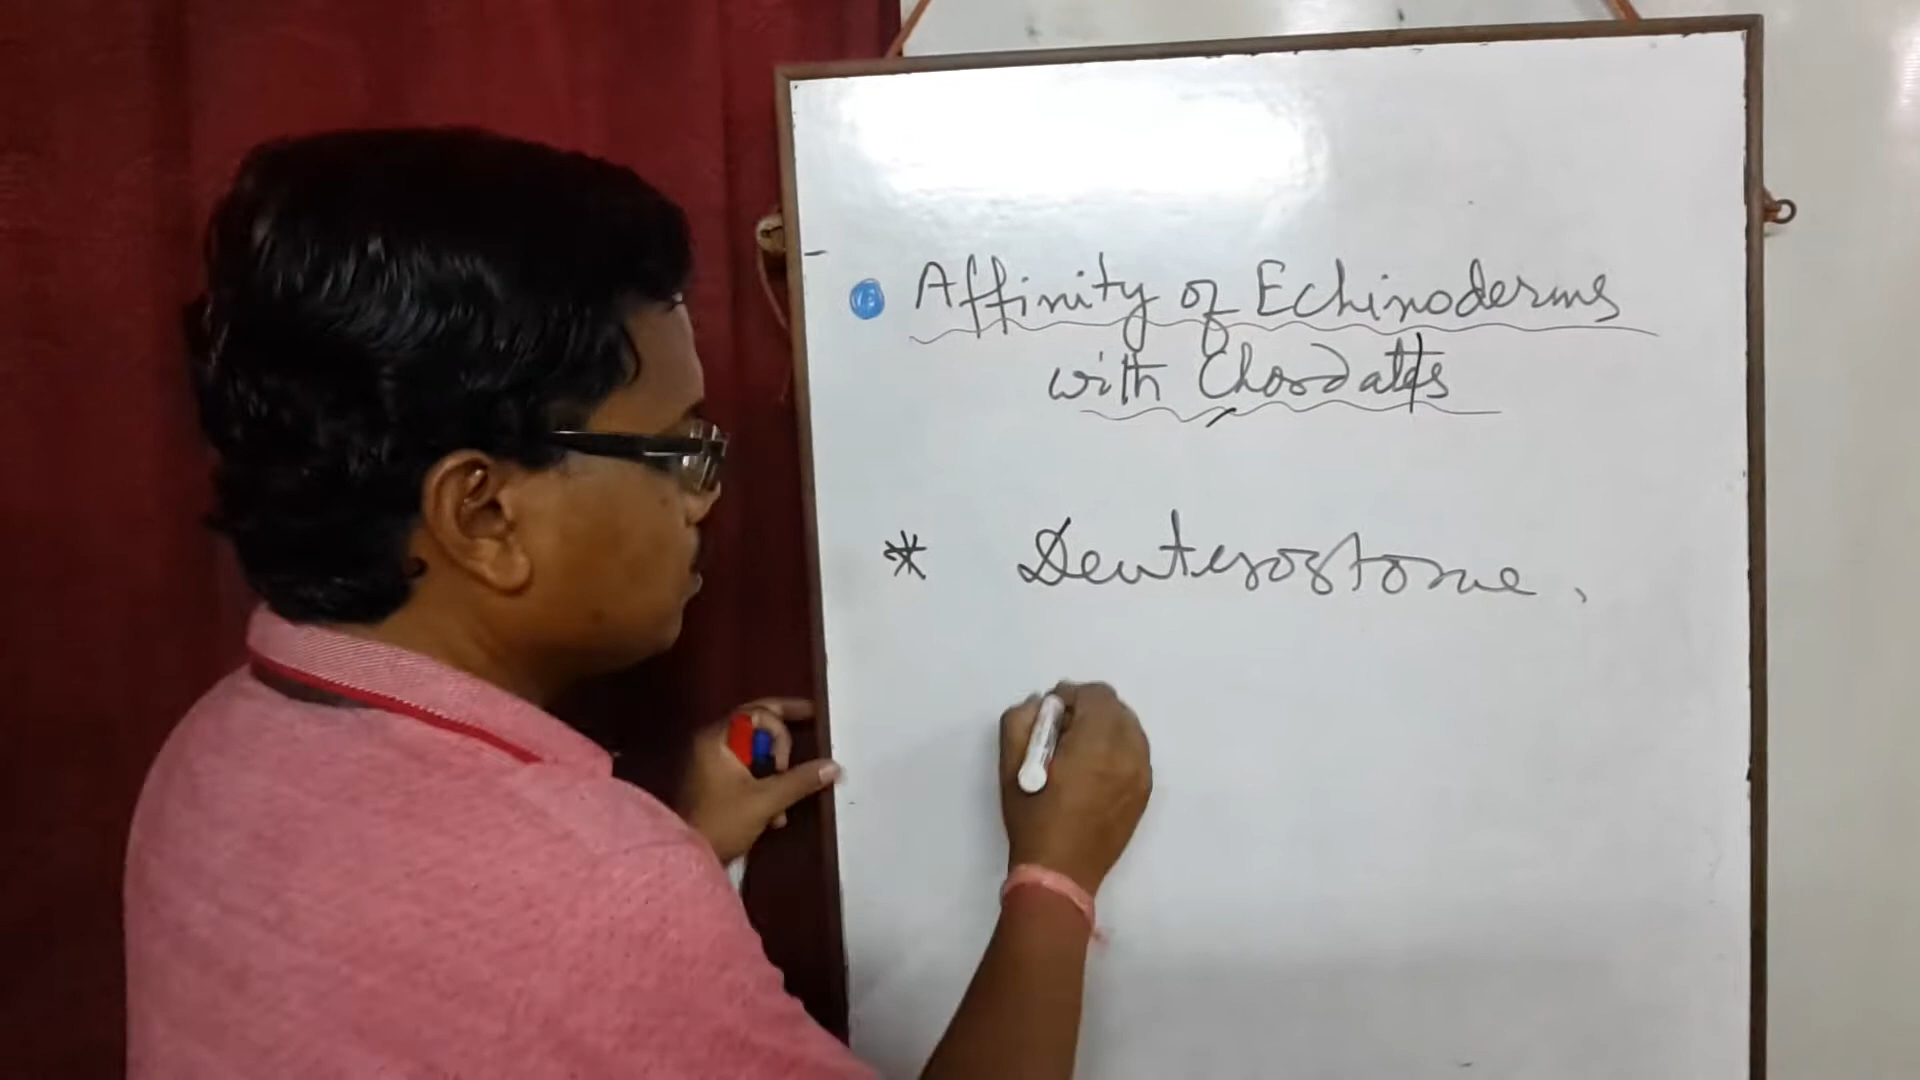 Affinity of Echinoderms
with Chordates
* Deuterostome,